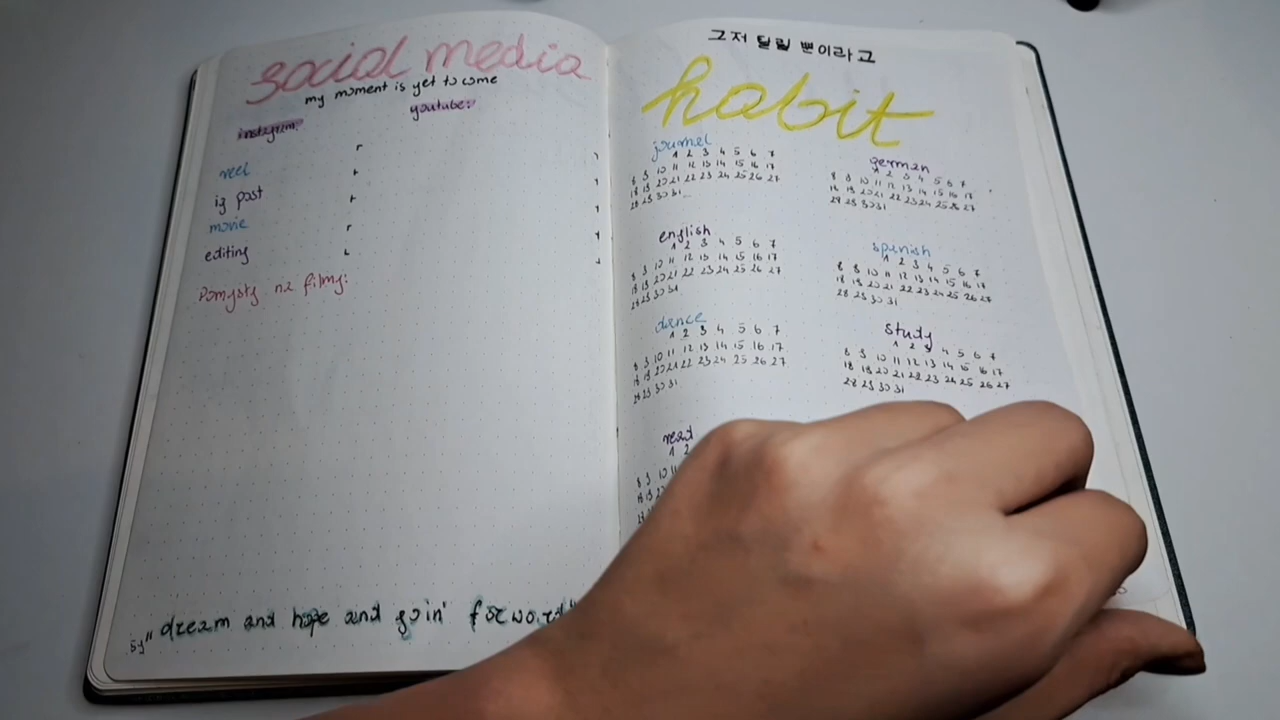 social media
my moment is yet to come
instagram:
youtube:
reel
ig post
movie
editing
Pomysły na filmy:
"dream and hope and goin' forword"
그저 달릴 뿐이라고
habit
journal
1 2 3 4 5 6 7
8 9 10 11 12 13 14 15 16 17
18 19 20 21 22 23 24 25 26 27
28 29 30 31
german
1 2 3 4 5 6 7
8 9 10 11 12 13 14 15 16 17
18 19 20 21 22 23 24 25 26 27
28 29 30 31
english
1 2 3 4 5 6 7
8 9 10 11 12 13 14 15 16 17
18 19 20 21 22 23 24 25 26 27
28 29 30 31
spanish
1 2 3 4 5 6 7
8 9 10 11 12 13 14 15 16 17
18 19 20 21 22 23 24 25 26 27
28 29 30 31
dance
1 2 3 4 5 6 7
8 9 10 11 12 13 14 15 16 17
18 19 20 21 22 23 24 25 26 27
28 29 30 31
study
1 2 3 4 5 6 7
8 9 10 11 12 13 14 15 16 17
18 19 20 21 22 23 24 25 26 27
28 29 30 31
read
1 2
8 9 10 11
18 19